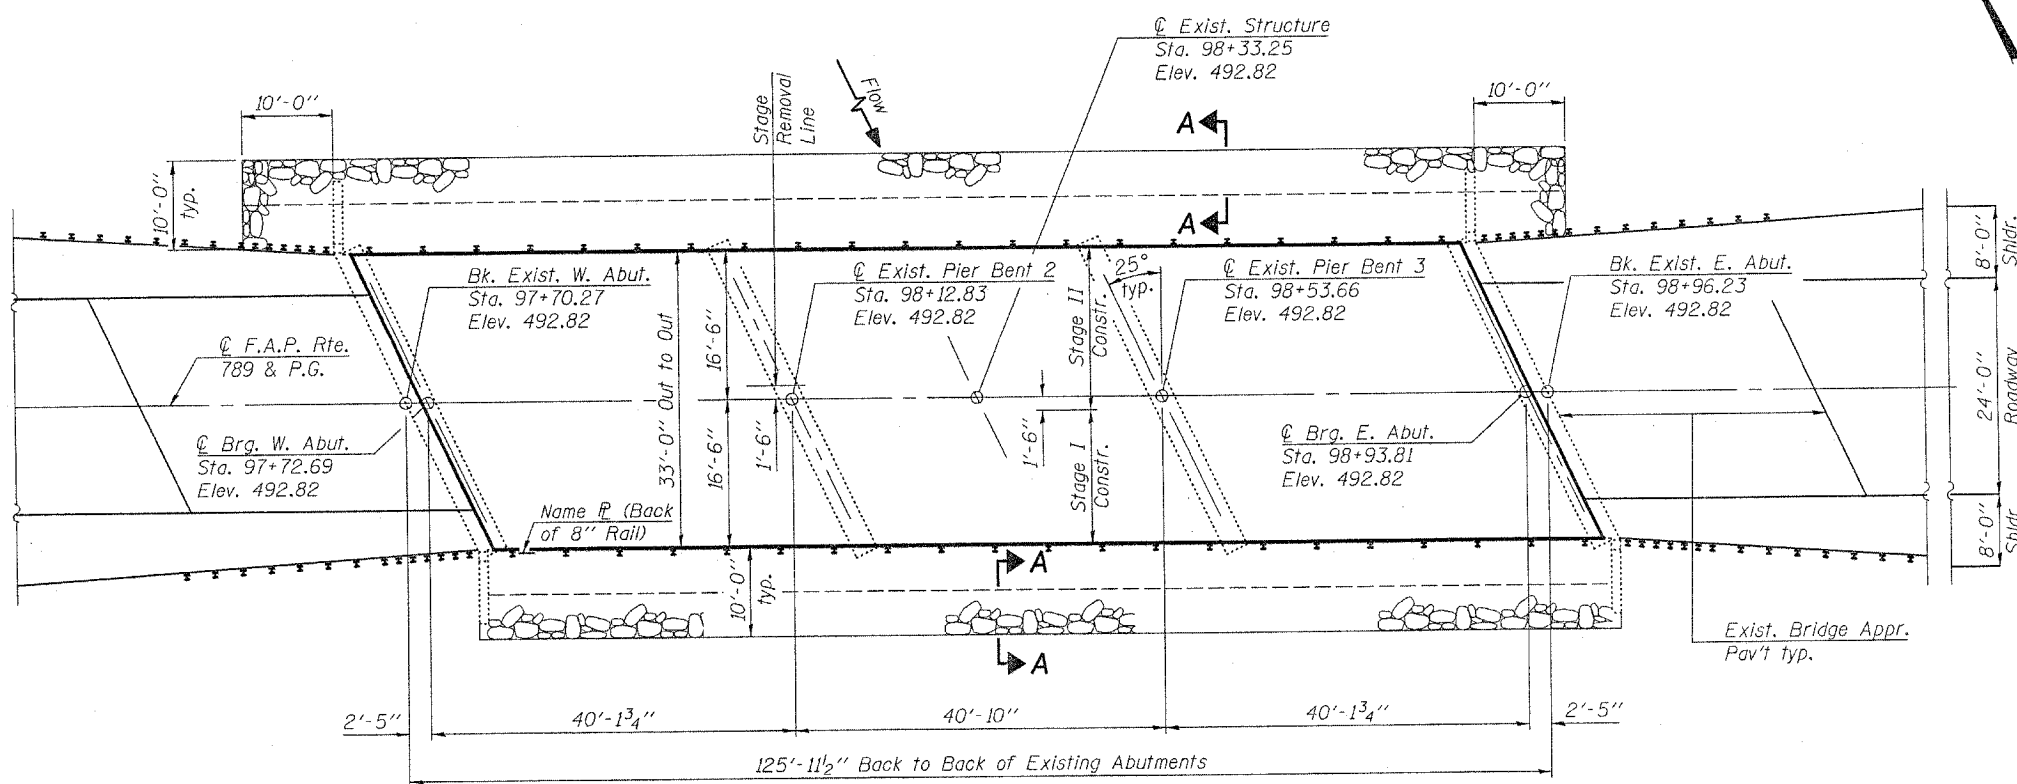 ℄ Exist. Structure
Sta. 98+33.25
Elev. 492.82
Stage
Removal
Line
Flow
10'-0"
10'-0"
A
A
10'-0"
typ.
8'-0"
Shldr.
Bk. Exist. W. Abut.
Sta. 97+70.27
Elev. 492.82
℄ Exist. Pier Bent 2
Sta. 98+12.83
Elev. 492.82
25°
typ.
℄ Exist. Pier Bent 3
Sta. 98+53.66
Elev. 492.82
Bk. Exist. E. Abut.
Sta. 98+96.23
Elev. 492.82
℄ F.A.P. Rte.
789 & P.G.
33'-0" Out to Out
16'-6"
16'-6"
Stage II
Constr.
24'-0"
Roadway
1'-6"
1'-6"
Stage I
Constr.
℄ Brg. W. Abut.
Sta. 97+72.69
Elev. 492.82
℄ Brg. E. Abut.
Sta. 98+93.81
Elev. 492.82
Name ⅊ (Back
of 8" Rail)
8'-0"
Shldr.
10'-0"
typ.
A
A
Exist. Bridge Appr.
Pav't typ.
2'-5"
40'-1¾"
40'-10"
40'-1¾"
2'-5"
125'-11½" Back to Back of Existing Abutments